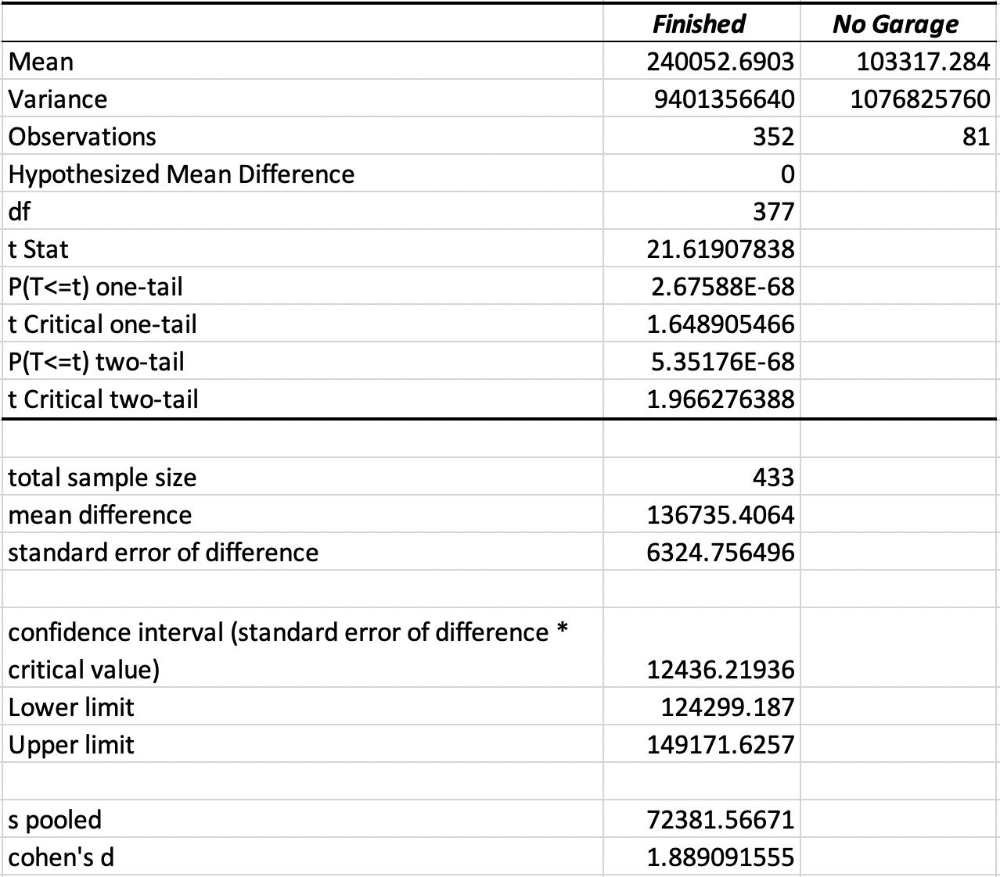 Finished No Garage
Mean 240052.6903 103317.284
Variance 9401356640 1076825760
Observations 352 81
Hypothesized Mean Difference 0
df 377
t Stat 21.61907838
P(T<=t) one-tail 2.67588E-68
t Critical one-tail 1.648905466
P(T<=t) two-tail 5.35176E-68
t Critical two-tail 1.966276388
total sample size 433
mean difference 136735.4064
standard error of difference 6324.756496
confidence interval (standard error of difference *
critical value) 12436.21936
Lower limit 124299.187
Upper limit 149171.6257
s pooled 72381.56671
cohen's d 1.889091555